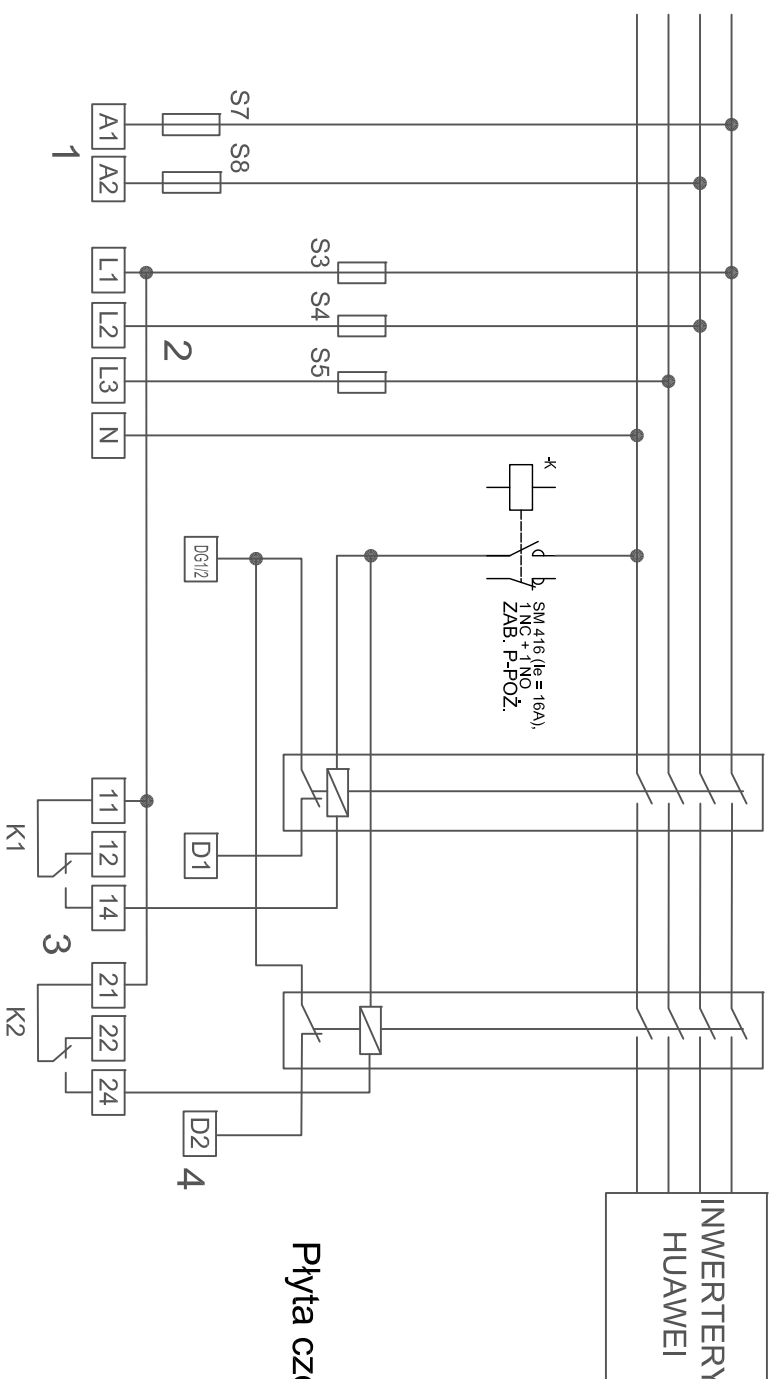 S7
A1
S8
A2
1
S3
L1
S4
L2
2
S5
L3
N
-K
SM 416 (Ie = 16A),
1 NC + 1 NO
ZAB. P-POŻ.
DG1/2
D1
11
12
14
K1
3
21
22
24
K2
D2
4
INWERTERY
HUAWEI
Płyta